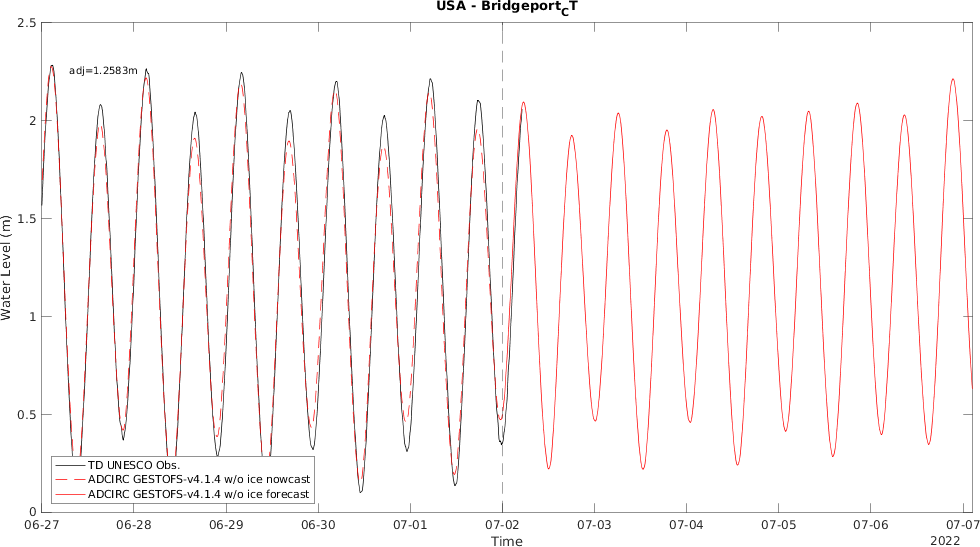 USA - BridgeportCT
adj=1.2583m
2.5
2
1.5
1
0.5
0
Water Level (m)
TD UNESCO Obs.
ADCIRC GESTOFS-v4.1.4 w/o ice nowcast
ADCIRC GESTOFS-v4.1.4 w/o ice forecast
06-27 06-28 06-29 06-30 07-01 07-02 07-03 07-04 07-05 07-06 07-07
Time
2022